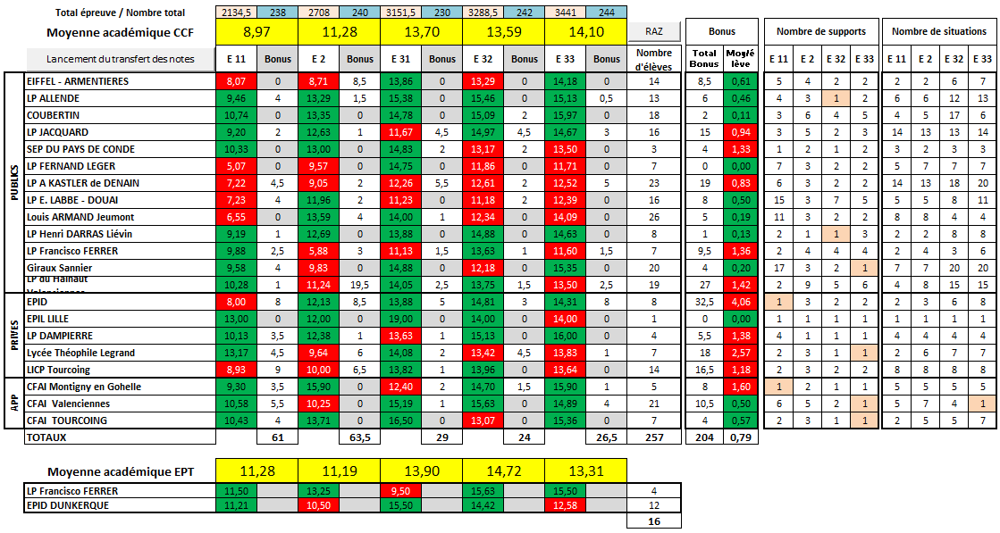 Total épreuve / Nombre total 2134,5 238 2708 240 3151,5 230 3288,5 242 3441 244
Moyenne académique CCF 8,97 11,28 13,70 13,59 14,10 RAZ Bonus Nombre de supports Nombre de situations
Lancement du transfert des notes E 11 Bonus E 2 Bonus E 31 Bonus E 32 Bonus E 33 Bonus Nombre d'élèves Total Bonus Moy/élève E 11 E 2 E 32 E 33 E 11 E 2 E 32 E 33
PUBLICS
EIFFEL - ARMENTIERES 8,07 0 8,71 8,5 13,86 0 13,29 0 14,18 0 14 8,5 0,61 5 4 2 2 2 2 6 7
LP ALLENDE 9,46 4 13,29 1,5 15,38 0 15,46 0 15,13 0,5 13 6 0,46 4 3 1 2 6 6 12 13
COUBERTIN 10,74 0 13,35 0 14,78 0 15,09 2 15,97 0 18 2 0,11 3 6 4 5 4 5 17 6
LP JACQUARD 9,20 2 12,63 1 11,67 4,5 14,97 4,5 14,67 3 16 15 0,94 3 5 2 3 14 13 13 14
SEP DU PAYS DE CONDE 10,33 0 13,00 0 14,83 2 13,17 2 13,50 0 3 4 1,33 1 2 1 2 3 2 3 3
LP FERNAND LEGER 5,07 0 9,57 0 14,75 0 11,86 0 11,71 0 7 0 0,00 7 3 2 2 5 7 7 7
LP A KASTLER de DENAIN 7,22 4,5 9,05 2 12,26 5,5 12,61 2 12,52 5 23 19 0,83 6 3 2 2 14 13 18 20
LP E. LABBE - DOUAI 7,23 4 11,96 2 11,23 0 11,18 2 12,39 0 16 8 0,50 15 3 7 5 5 5 8 11
Louis ARMAND Jeumont 6,55 0 13,59 4 14,00 1 12,34 0 14,09 0 26 5 0,19 11 3 2 2 8 8 4 4
LP Henri DARRAS Liévin 9,19 1 12,69 0 13,88 0 14,88 0 14,63 0 8 1 0,13 2 1 1 3 2 2 8 8
LP Francisco FERRER 9,88 2,5 5,88 3 11,13 1,5 13,63 1 11,60 1,5 7 9,5 1,36 2 4 4 4 2 4 3 6
Giraux Sannier 9,58 4 9,83 0 14,88 0 12,18 0 15,35 0 20 4 0,20 17 3 2 1 7 7 20 20
LP du Hainaut 10,28 1 11,24 19,5 14,05 2,5 13,75 1,5 13,50 2,5 19 27 1,42 2 9 5 6 4 8 15 15
Valenciennes
PRIVES
EPID 8,00 8 12,13 8,5 13,88 5 14,81 3 14,31 8 8 32,5 4,06 1 3 2 2 2 3 6 8
EPIL LILLE 13,00 0 12,00 0 19,00 0 14,00 0 14,00 0 1 0 0,00 1 1 1 1 1 1 1 1
LP DAMPIERRE 10,13 3,5 12,38 1 13,63 1 15,13 0 16,00 0 4 5,5 1,38 4 1 1 1 4 4 4 4
Lycée Théophile Legrand 13,17 4,5 9,64 6 14,08 2 13,42 4,5 13,83 1 7 18 2,57 2 3 1 1 2 6 7 7
LICP Tourcoing 8,93 9 10,00 6,5 13,82 1 13,96 0 13,64 0 14 16,5 1,18 2 3 2 2 8 8 8 8
APP
CFAI Montigny en Gohelle 9,30 3,5 15,90 0 12,40 2 14,70 1,5 15,90 1 5 8 1,60 1 2 1 1 5 5 5 5
CFAI Valenciennes 10,58 5,5 10,25 0 15,19 1 15,63 0 14,89 4 21 10,5 0,50 6 5 2 1 5 7 4 1
CFAI TOURCOING 10,43 4 13,71 0 16,50 0 13,07 0 15,36 0 7 4 0,57 2 3 1 1 2 5 5 7
TOTAUX 61 63,5 29 24 26,5 257 204 0,79
Moyenne académique EPT 11,28 11,19 13,90 14,72 13,31
LP Francisco FERRER 11,50 13,25 9,50 15,63 15,50 4
EPID DUNKERQUE 11,21 10,50 15,50 14,42 12,58 12
16